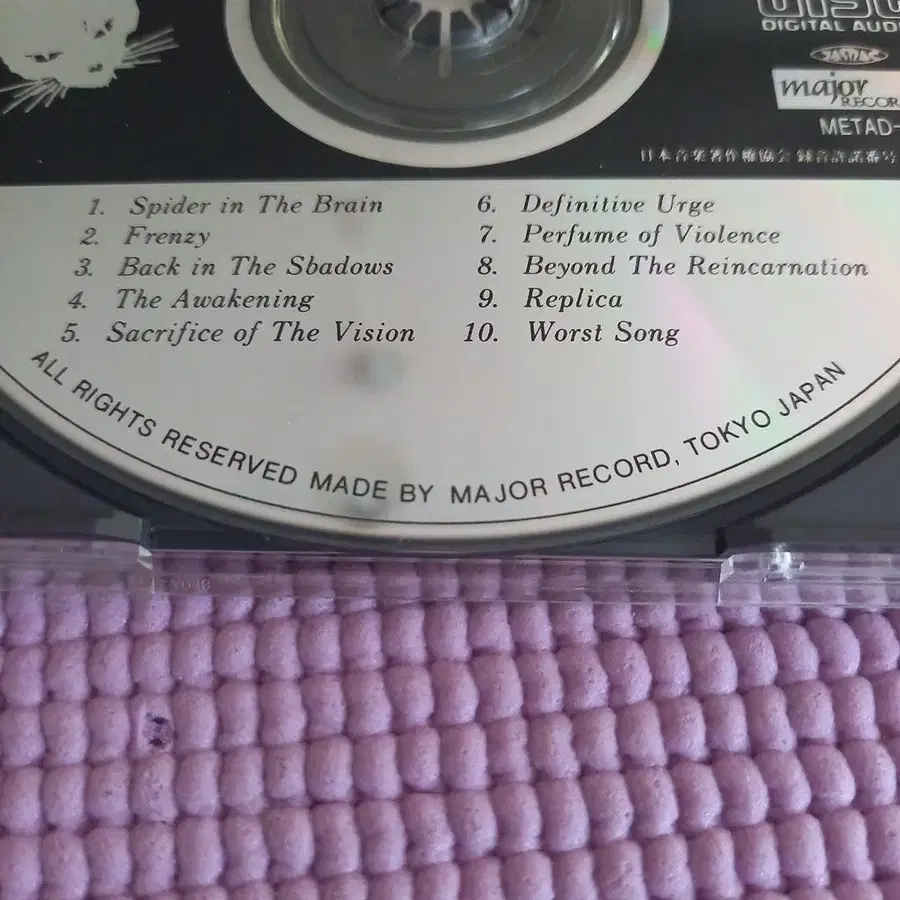 DIGITAL AUDIO
JASRAC
major
RECORD
METAD-
日本音楽著作権協会 録音許諾番号
1. Spider in The Brain
2. Frenzy
3. Back in The Sbadows
4. The Awakening
5. Sacrifice of The Vision
6. Definitive Urge
7. Perfume of Violence
8. Beyond The Reincarnation
9. Replica
10. Worst Song
ALL RIGHTS RESERVED MADE BY MAJOR RECORD, TOKYO JAPAN